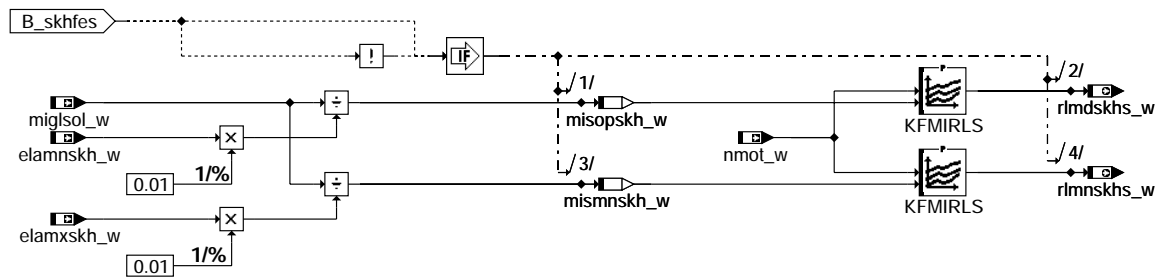 B_skhfes
!
IF
1/
P
2/
miglsol_w
÷
misopskh_w
KFMIRLS
rlmdskhs_w
elamnskh_w
×
nmot_w
0.01
1/%
3/
P
4/
÷
mismnskh_w
KFMIRLS
rlmnskhs_w
elamxskh_w
×
0.01
1/%